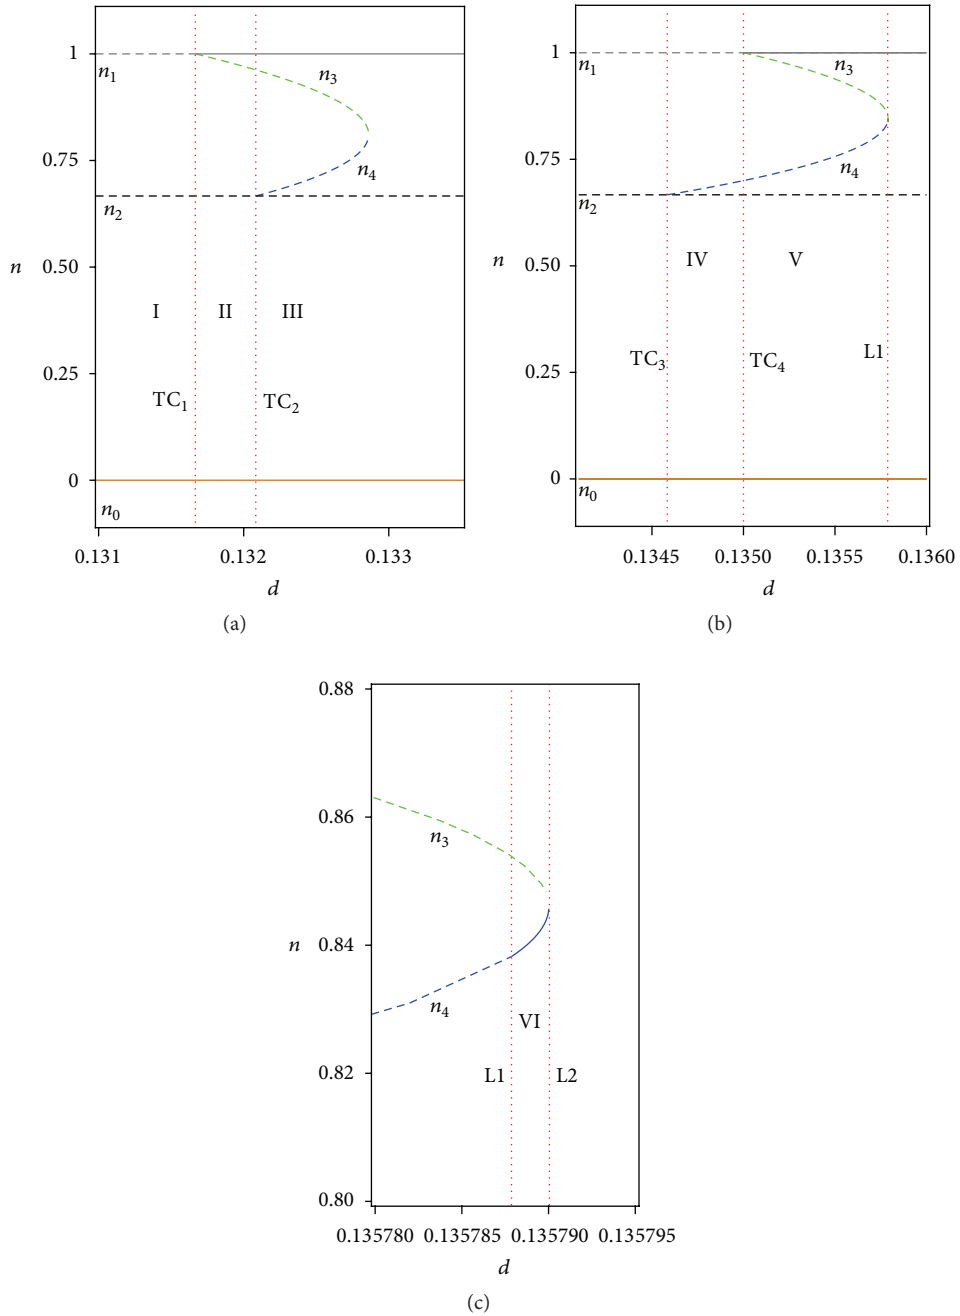 1
n₁
n₃
0.75
n₄
n₂
n
0.50
I
II
III
0.25
TC₁
TC₂
0
n₀
0.131
0.132
0.133
d
(a)
1
n₁
n₃
0.75
n₄
n₂
n
0.50
IV
V
TC₃
TC₄
L1
0.25
0
n₀
0.1345
0.1350
0.1355
0.1360
d
(b)
0.88
0.86
n₃
n
0.84
n₄
VI
0.82
L1
L2
0.80
0.135780
0.135785
0.135790
0.135795
d
(c)